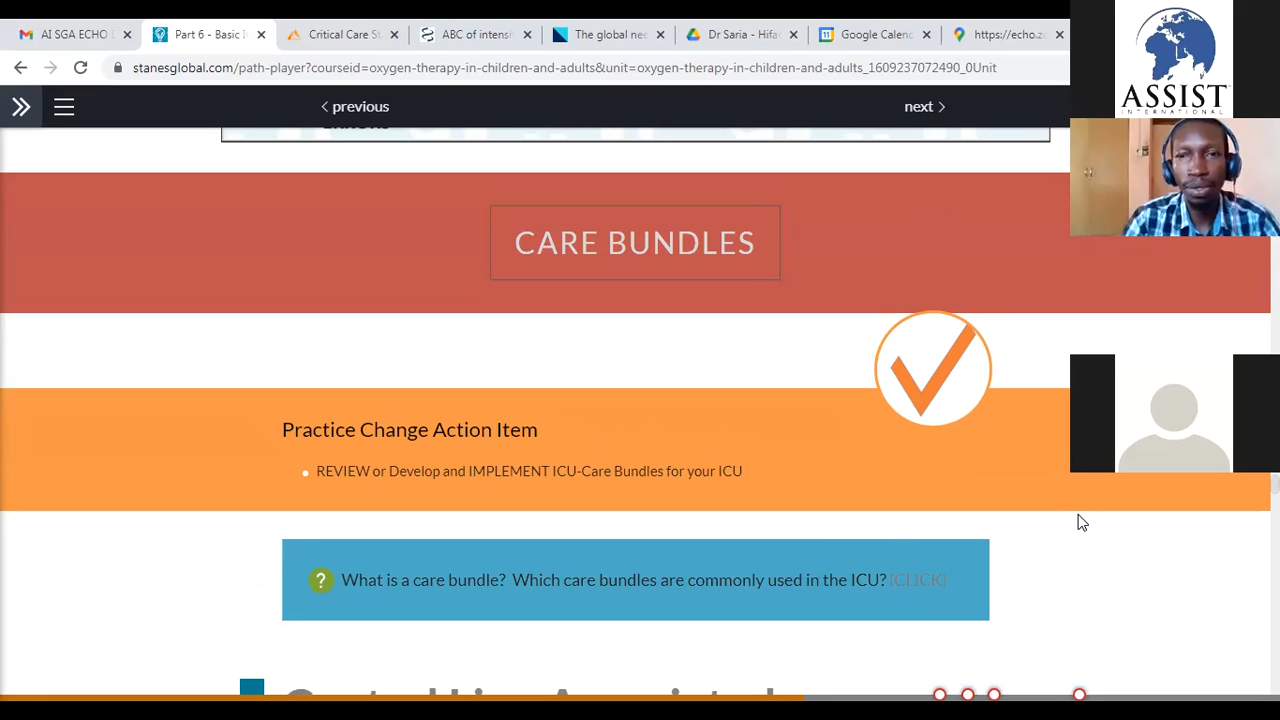 AI SGA ECHO
Part 6 - Basic I
Critical Care St
ABC of intens
The global nee
Dr Saria - Hifac
Google Calend
https://echo.zo
stanesglobal.com/path-player?courseid=oxygen-therapy-in-children-and-adults&unit=oxygen-therapy-in-children-and-adults_1609237072490_0Unit
ASSIST
INTERNATIONAL
< previous
next >
CARE BUNDLES
Practice Change Action Item
• REVIEW or Develop and IMPLEMENT ICU-Care Bundles for your ICU
? What is a care bundle? Which care bundles are commonly used in the ICU? (CLICK)